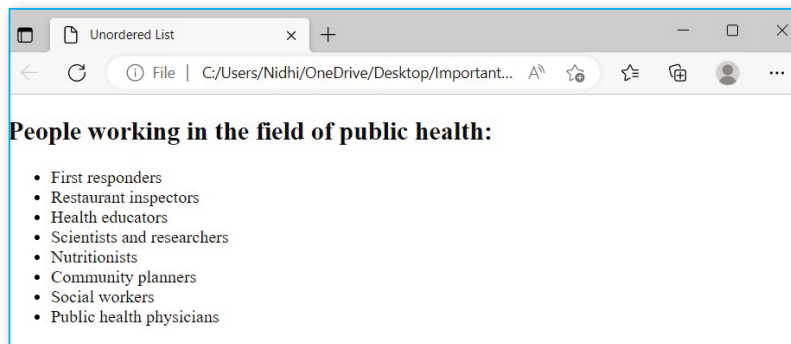 Unordered List
File | C:/Users/Nidhi/OneDrive/Desktop/Important...
People working in the field of public health:
• First responders
• Restaurant inspectors
• Health educators
• Scientists and researchers
• Nutritionists
• Community planners
• Social workers
• Public health physicians